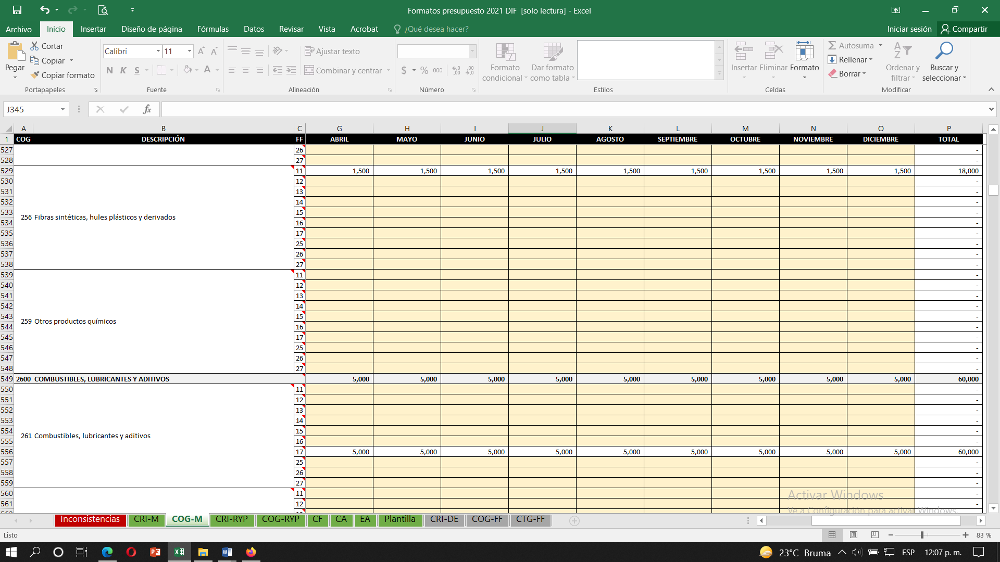 Formatos presupuesto 2021 DIF [solo lectura] - Excel
Archivo Inicio Insertar Diseño de página Fórmulas Datos Revisar Vista Acrobat ¿Qué desea hacer? Iniciar sesión Compartir
Pegar Cortar Copiar Copiar formato
Calibri 11
N K S A
Ajustar texto
Combinar y centrar
$ % 000
Formato condicional Dar formato como tabla
Insertar Eliminar Formato
Autosuma Rellenar Borrar
Ordenar y filtrar Buscar y seleccionar
Portapapeles Fuente Alineación Número Estilos Celdas Modificar
J345 fx
A B C G H I J K L M N O P
1 COG DESCRIPCIÓN FF ABRIL MAYO JUNIO JULIO AGOSTO SEPTIEMBRE OCTUBRE NOVIEMBRE DICIEMBRE TOTAL
527 26 -
528 27 -
529 11 1,500 1,500 1,500 1,500 1,500 1,500 1,500 1,500 1,500 18,000
530 12 -
531 13 -
532 14 -
533 15 -
256 Fibras sintéticas, hules plásticos y derivados
534 16 -
535 17 -
536 25 -
537 26 -
538 27 -
539 11 -
540 12 -
541 13 -
542 14 -
543 15 -
259 Otros productos químicos
544 16 -
545 17 -
546 25 -
547 26 -
548 27 -
549 2600 COMBUSTIBLES, LUBRICANTES Y ADITIVOS 5,000 5,000 5,000 5,000 5,000 5,000 5,000 5,000 5,000 60,000
550 11 -
551 12 -
552 13 -
553 14 -
554 15 -
261 Combustibles, lubricantes y aditivos
555 16 -
556 17 5,000 5,000 5,000 5,000 5,000 5,000 5,000 5,000 5,000 60,000
557 25 -
558 26 -
559 27 -
560 11 -
561 12 -
Activar Windows
Ve a Configuración para activar Windows.
Inconsistencias CRI-M COG-M CRI-RYP COG-RYP CF CA EA Plantilla CRI-DE COG-FF CTG-FF
Listo 83 %
23°C Bruma ESP 12:07 p. m.